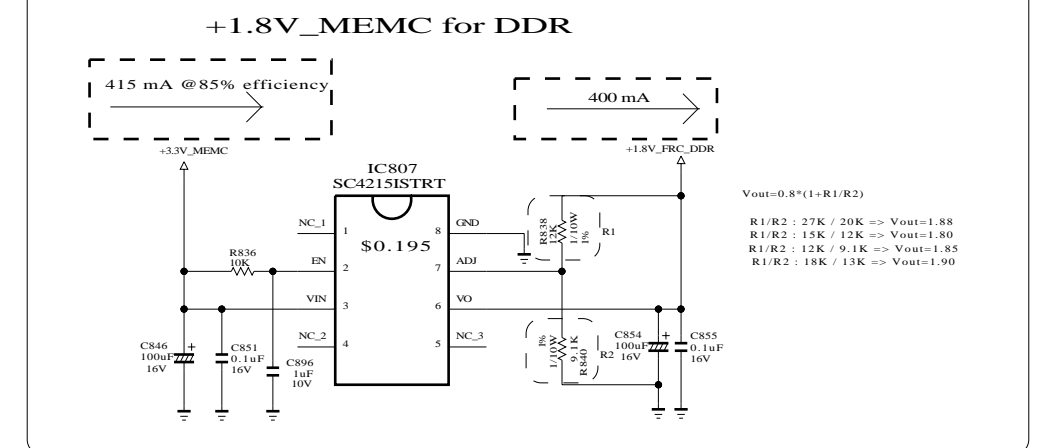 +1.8V_MEMC for DDR
415 mA @85% efficiency
400 mA
+3.3V_MEMC
+1.8V_FRC_DDR
IC807
SC4215ISTRT
$0.195
NC_1
1
EN
2
VIN
3
NC_2
4
GND
8
ADJ
7
VO
6
NC_3
5
R836
10K
R838
12K
1/10W
1%
R1
1%
1/10W
9.1K
R840
R2
C846
100uF
16V
+
C851
0.1uF
16V
C896
1uF
10V
C854
100uF
16V
+
C855
0.1uF
16V
Vout=0.8*(1+R1/R2)
R1/R2 : 27K / 20K => Vout=1.88
R1/R2 : 15K / 12K => Vout=1.80
R1/R2 : 12K / 9.1K => Vout=1.85
R1/R2 : 18K / 13K => Vout=1.90